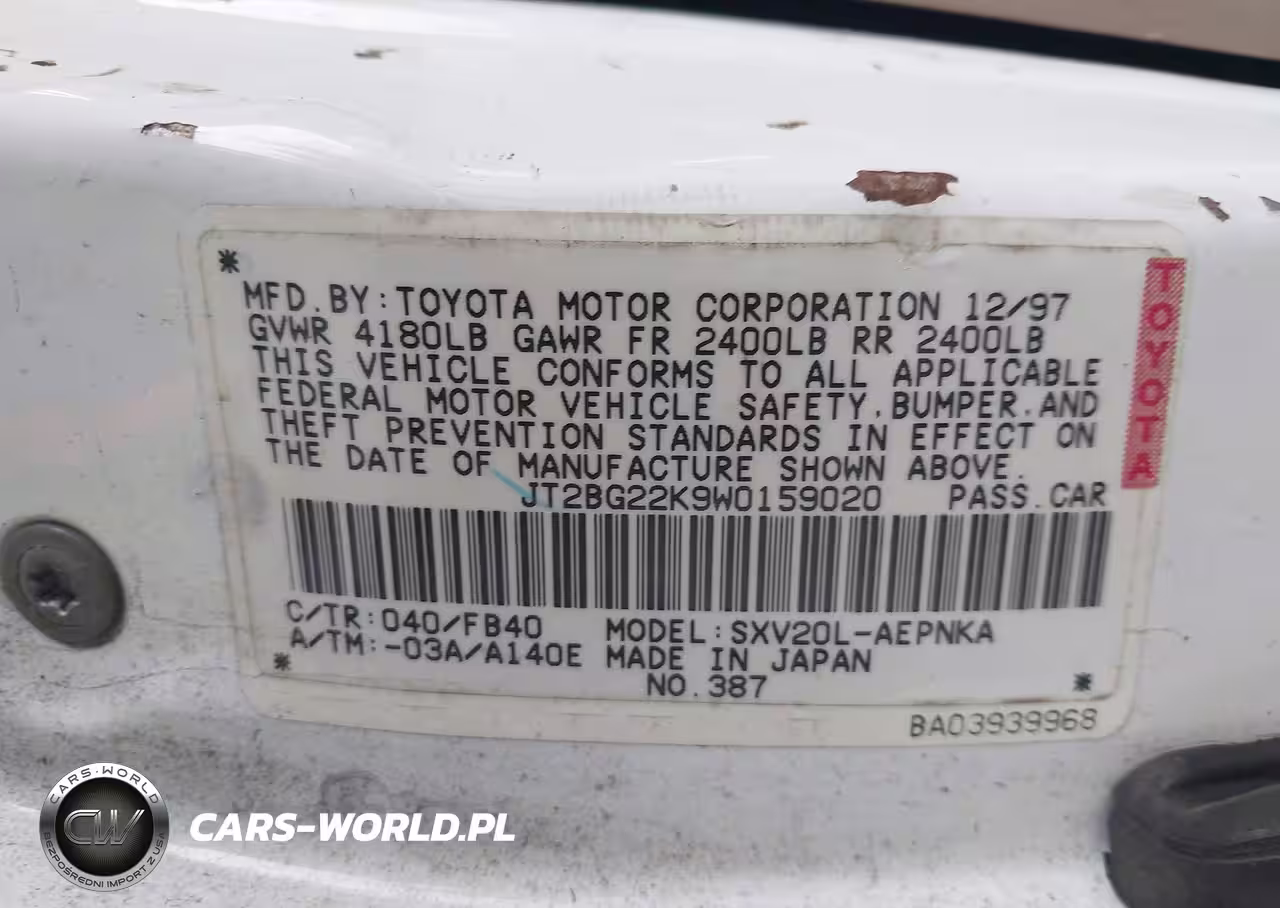 *
MFD.BY:TOYOTA MOTOR CORPORATION 12/97
GVWR 4180LB GAWR FR 2400LB RR 2400LB
THIS VEHICLE CONFORMS TO ALL APPLICABLE
FEDERAL MOTOR VEHICLE SAFETY,BUMPER,AND
THEFT PREVENTION STANDARDS IN EFFECT ON
THE DATE OF MANUFACTURE SHOWN ABOVE.
JT2BG22K9W0159020 PASS.CAR
C/TR:040/FB40 MODEL:SXV20L-AEPNKA
A/TM:-03A/A140E MADE IN JAPAN
* NO.387 *
BA03939968
TOYOTA
CARS-WORLD
CW
BEZPOŚREDNI IMPORT Z USA
CARS-WORLD.PL